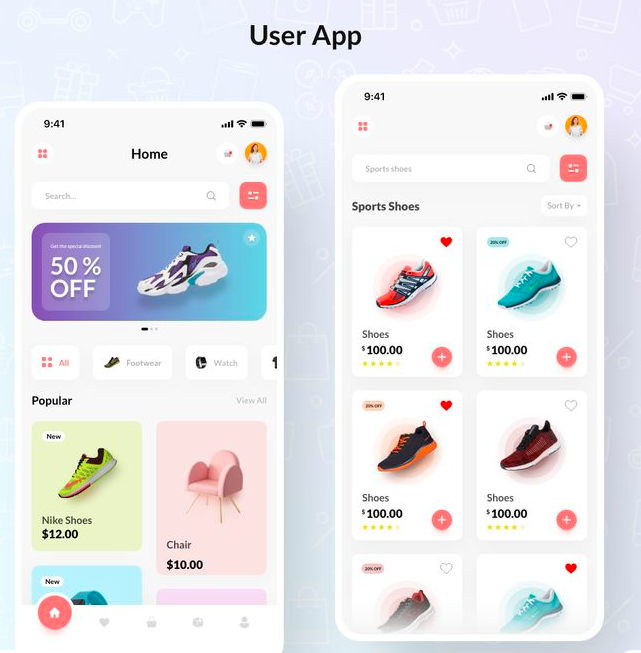 User App
9:41
Home
Search...
Get the special discount
50 %
OFF
All
Footwear
Watch
Popular
View All
New
Nike Shoes
$12.00
Chair
$10.00
New
9:41
Sports shoes
Sports Shoes
Sort By
Shoes
$100.00
20% OFF
Shoes
$100.00
20% OFF
Shoes
$100.00
Shoes
$100.00
20% OFF